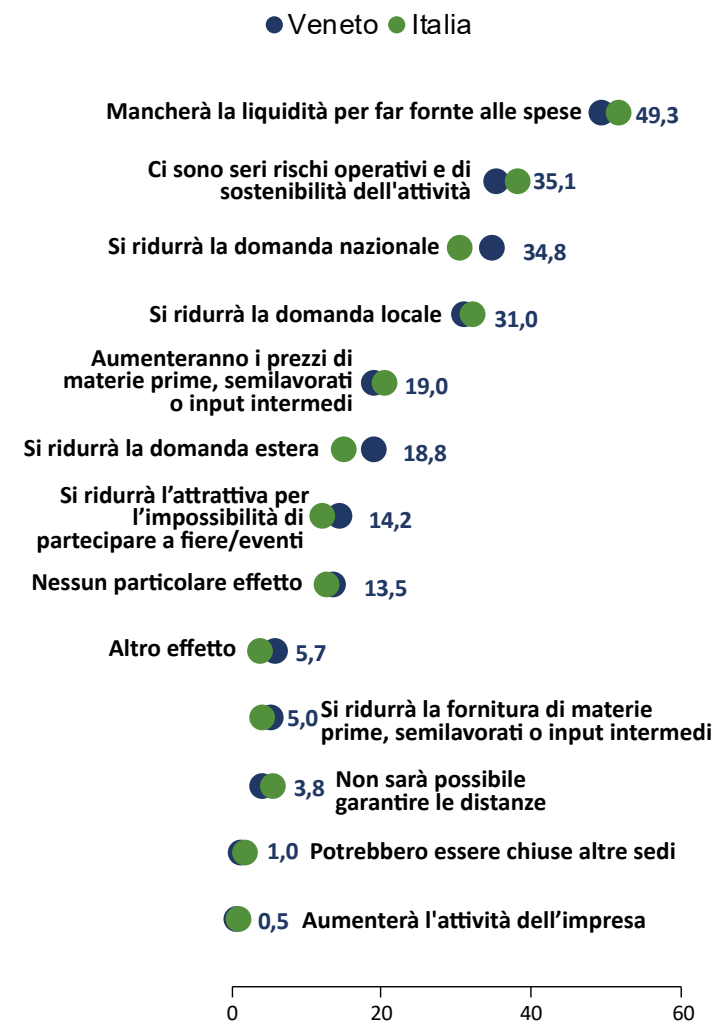 Veneto Italia
Mancherà la liquidità per far fornte alle spese 49,3
Ci sono seri rischi operativi e di
sostenibilità dell'attività 35,1
Si ridurrà la domanda nazionale 34,8
Si ridurrà la domanda locale 31,0
Aumenteranno i prezzi di
materie prime, semilavorati
o input intermedi 19,0
Si ridurrà la domanda estera 18,8
Si ridurrà l’attrattiva per
l’impossibilità di
partecipare a fiere/eventi 14,2
Nessun particolare effetto 13,5
Altro effetto 5,7
5,0 Si ridurrà la fornitura di materie
prime, semilavorati o input intermedi
3,8 Non sarà possibile
garantire le distanze
1,0 Potrebbero essere chiuse altre sedi
0,5 Aumenterà l'attività dell’impresa
0 20 40 60